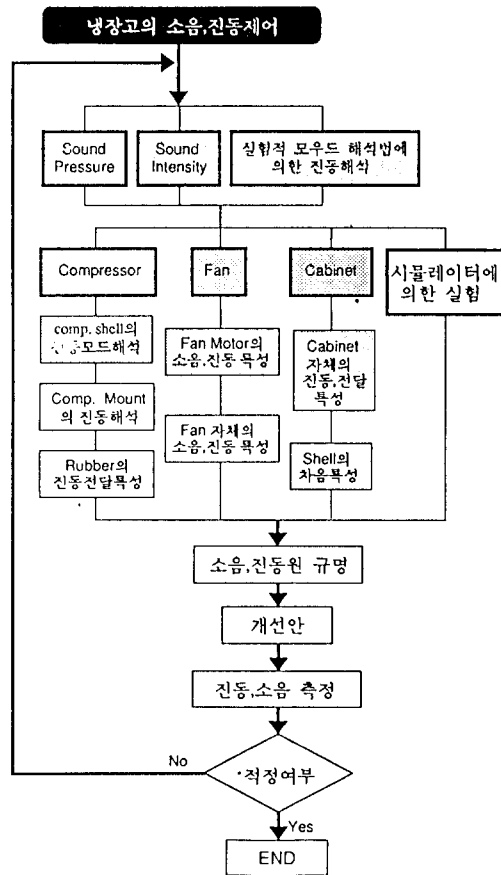 냉장고의 소음,진동제어
Sound
Pressure
Sound
Intensity
실험적 모우드 해석법에
의한 진동해석
Compressor
Fan
Cabinet
시뮬레이터에
의한 실험
comp. shell의
진동모드해석
Comp. Mount
의 진동해석
Rubber의
진동전달특성
Fan Motor의
소음,진동 특성
Fan 자체의
소음,진동 특성
Cabinet
자체의
진동,전달
특성
Shell의
차음특성
소음,진동원 규명
개선안
진동,소음 측정
적정여부
No
Yes
END